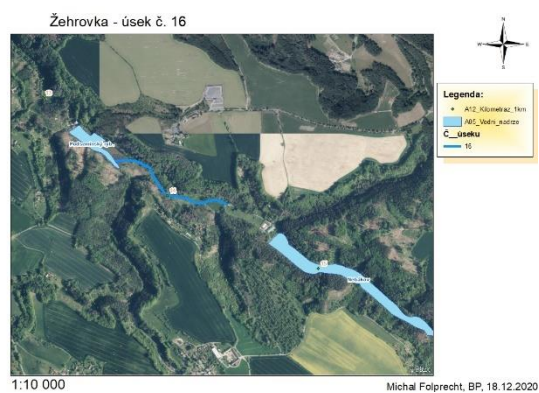 Žehrovka - úsek č. 16
N
W
E
S
Legenda:
A12_Kilometraz_1km
A05_Vodni_nadrze
Č__úseku
16
1:10 000
Michal Folprecht, BP, 18.12.2020